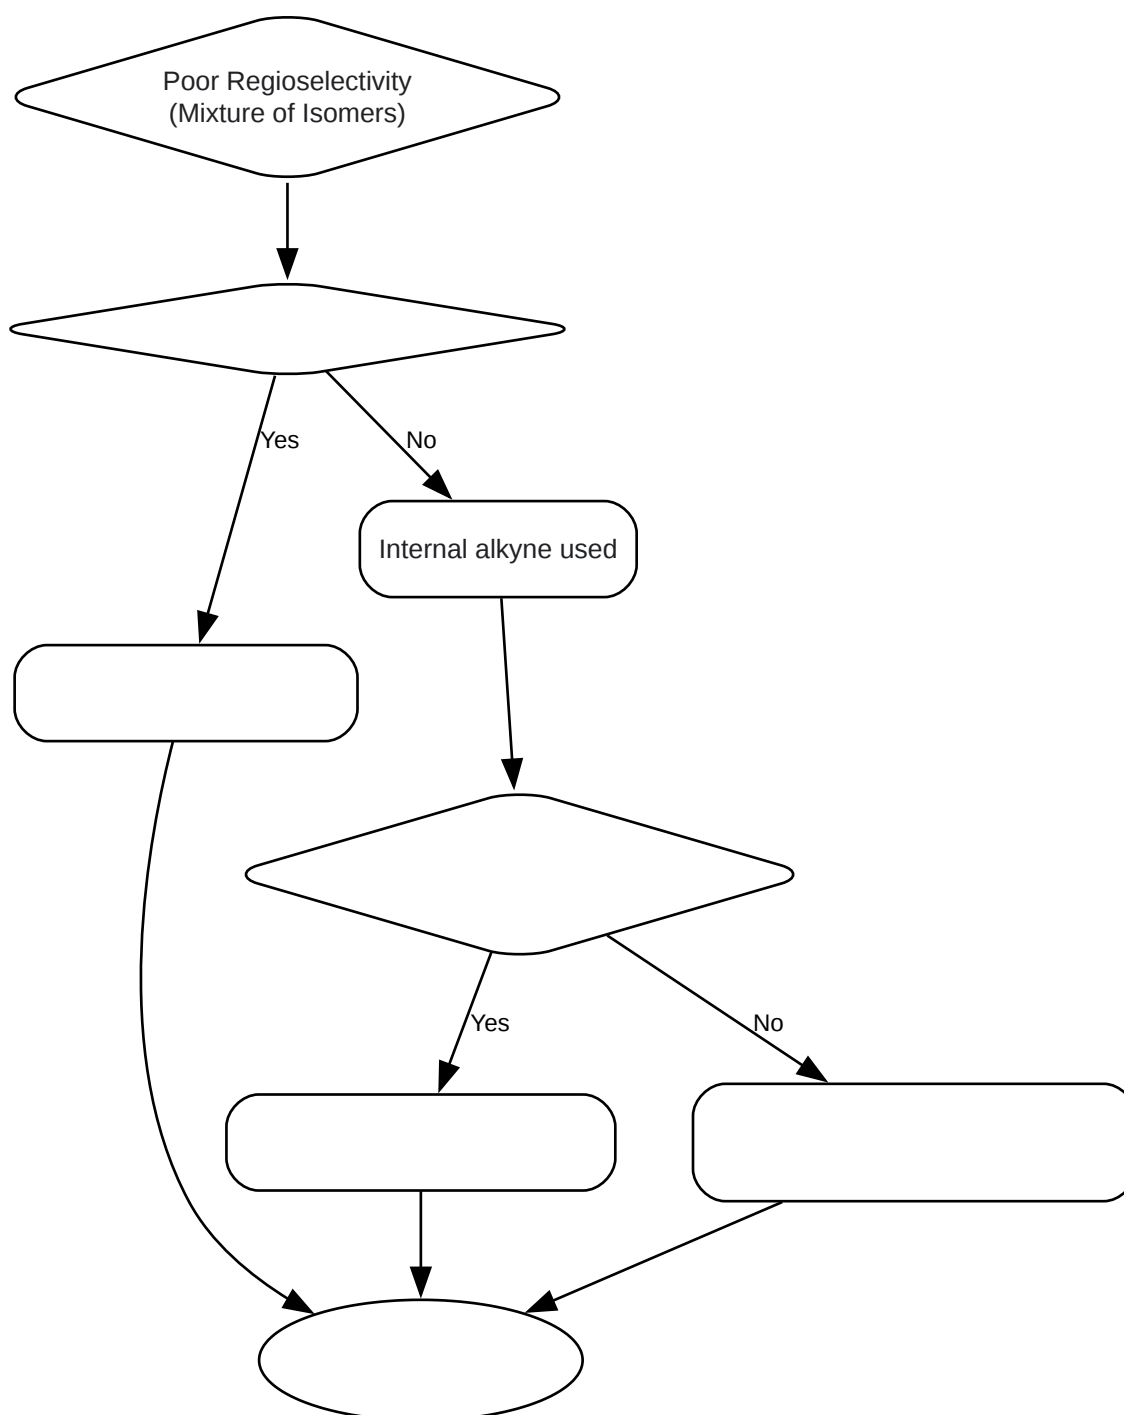 Poor Regioselectivity
(Mixture of Isomers)
Yes
No
Internal alkyne used
Yes
No